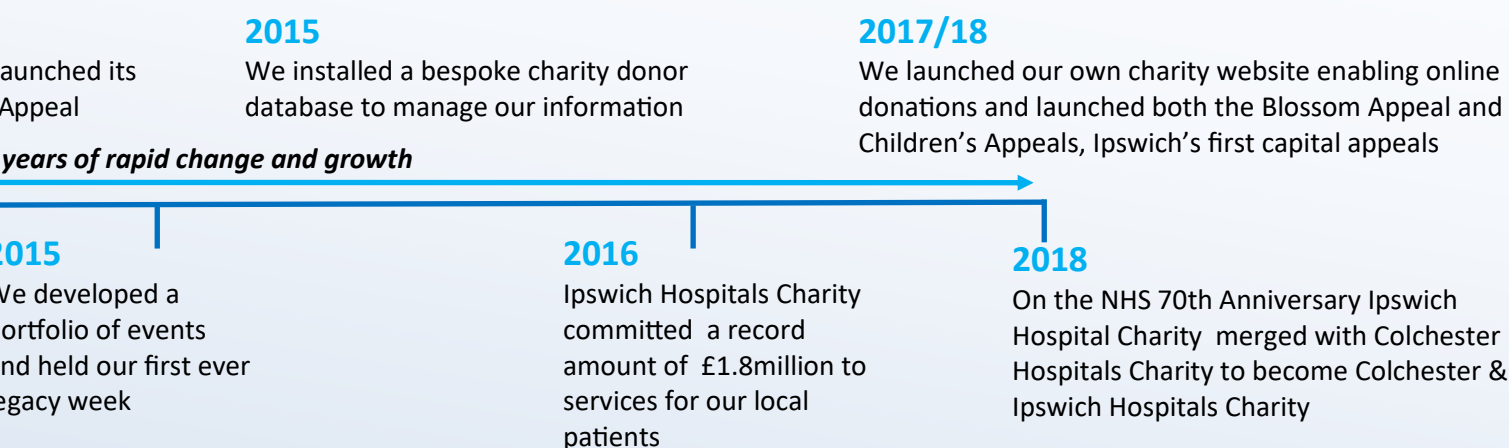 2015
2017/18
launched its
Appeal
We installed a bespoke charity donor
database to manage our information
We launched our own charity website enabling online
donations and launched both the Blossom Appeal and
Children's Appeals, Ipswich's first capital appeals
years of rapid change and growth
2015
We developed a
portfolio of events
and held our first ever
legacy week
2016
Ipswich Hospitals Charity
committed  a record
amount of  £1.8million to
services for our local
patients
2018
On the NHS 70th Anniversary Ipswich
Hospital Charity  merged with Colchester
Hospitals Charity to become Colchester &
Ipswich Hospitals Charity